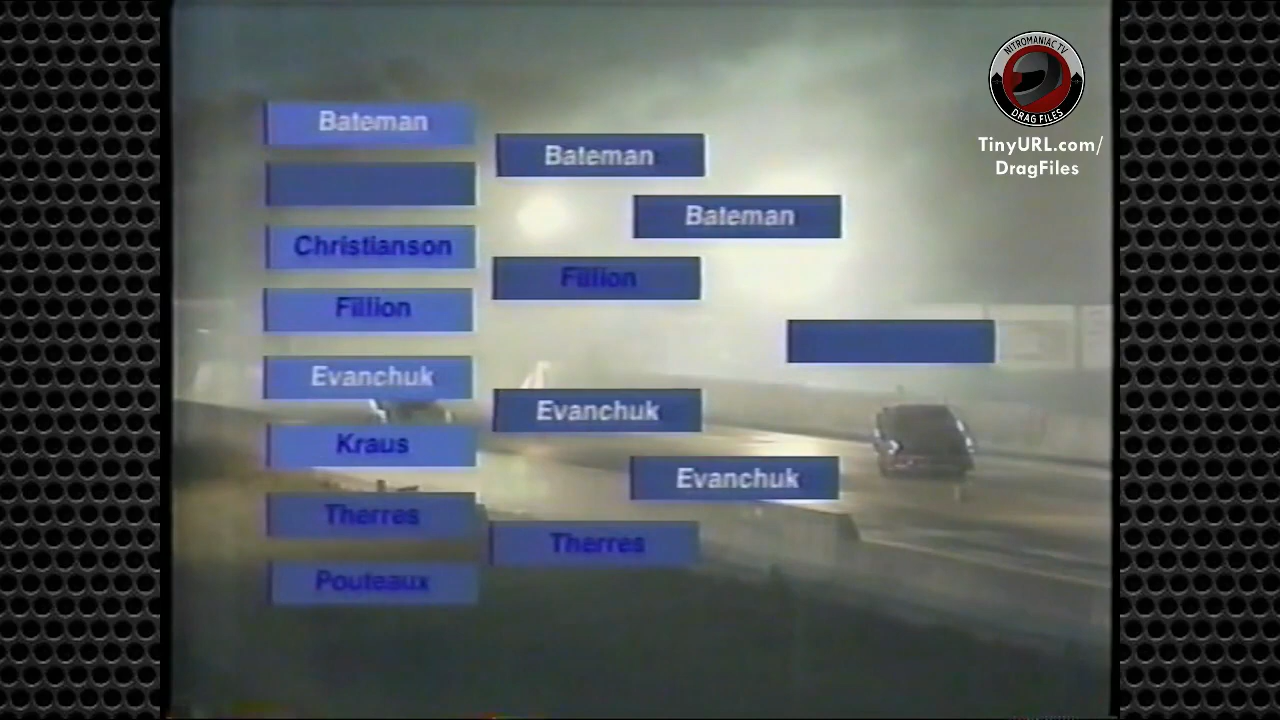 Bateman
Christianson
Fillion
Evanchuk
Kraus
Therres
Pouteaux
Bateman
Fillion
Evanchuk
Therres
Bateman
Evanchuk
NITROMANIAC TV
DRAG FILES
TinyURL.com/
DragFiles